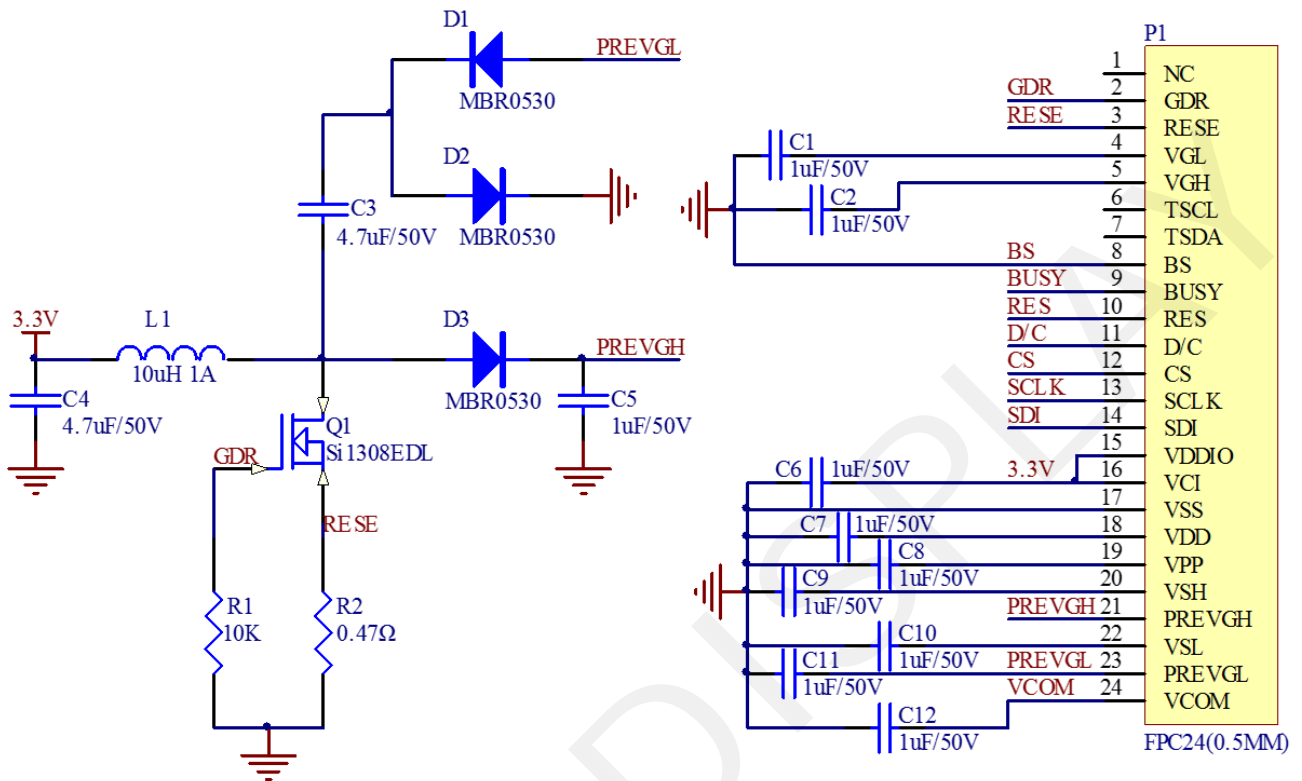 D1
PREVGL
MBR0530
D2
MBR0530
C3
4.7uF/50V
3.3V
L1
10uH 1A
D3
PREVGH
MBR0530
C4
4.7uF/50V
C5
1uF/50V
Q1
Si1308EDL
GDR
RESE
R1
10K
R2
0.47Ω
P1
1 NC
GDR 2 GDR
RESE 3 RESE
C1
1uF/50V
4 VGL
5 VGH
C2
1uF/50V
6 TSCL
7 TSDA
BS 8 BS
BUSY 9 BUSY
RES 10 RES
D/C 11 D/C
CS 12 CS
SCLK 13 SCLK
SDI 14 SDI
15 VDDIO
C6 1uF/50V 3.3V 16 VCI
17 VSS
C7 1uF/50V 18 VDD
C8 19 VPP
1uF/50V
C9 20 VSH
1uF/50V
PREVGH 21 PREVGH
C10 22 VSL
1uF/50V
C11 PREVGL 23 PREVGL
1uF/50V
VCOM 24 VCOM
C12
1uF/50V
FPC24(0.5MM)
DISPLAY